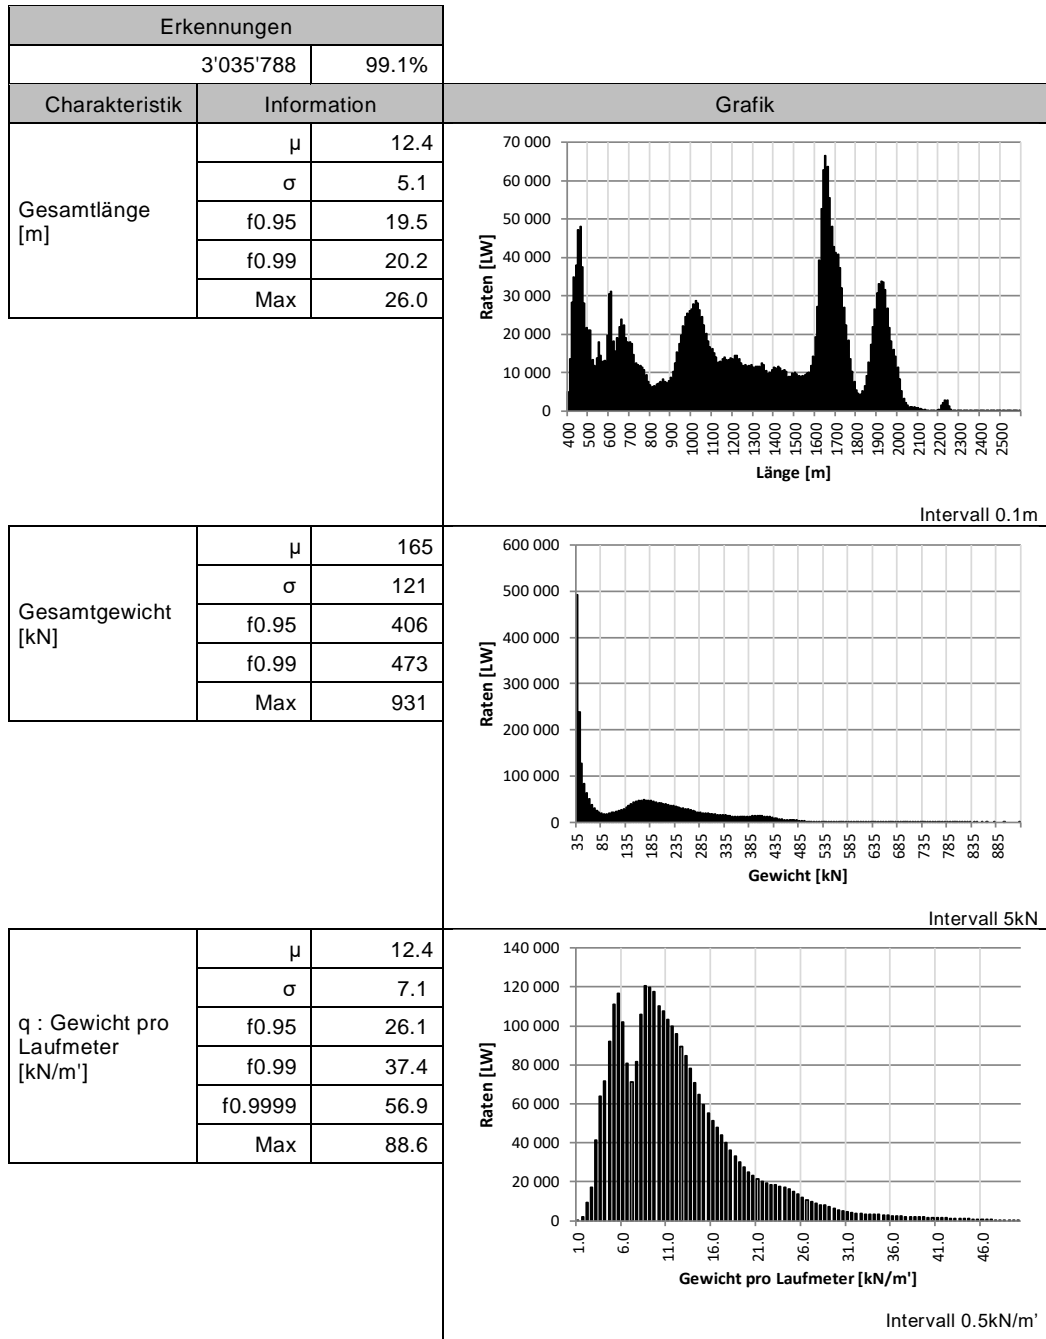 Erkennungen
3'035'788 99.1%
Charakteristik Information Grafik
Gesamtlänge
[m]
µ 12.4
σ 5.1
f0.95 19.5
f0.99 20.2
Max 26.0
70 000
60 000
50 000
40 000
30 000
20 000
10 000
0
Raten [LW]
400 500 600 700 800 900 1000 1100 1200 1300 1400 1500 1600 1700 1800 1900 2000 2100 2200 2300 2400 2500
Länge [m]
Intervall 0.1m
Gesamtgewicht
[kN]
µ 165
σ 121
f0.95 406
f0.99 473
Max 931
600 000
500 000
400 000
300 000
200 000
100 000
0
Raten [LW]
35 85 135 185 235 285 335 385 435 485 535 585 635 685 735 785 835 885
Gewicht [kN]
Intervall 5kN
q : Gewicht pro
Laufmeter
[kN/m']
µ 12.4
σ 7.1
f0.95 26.1
f0.99 37.4
f0.9999 56.9
Max 88.6
140 000
120 000
100 000
80 000
60 000
40 000
20 000
0
Raten [LW]
1.0 6.0 11.0 16.0 21.0 26.0 31.0 36.0 41.0 46.0
Gewicht pro Laufmeter [kN/m']
Intervall 0.5kN/m’